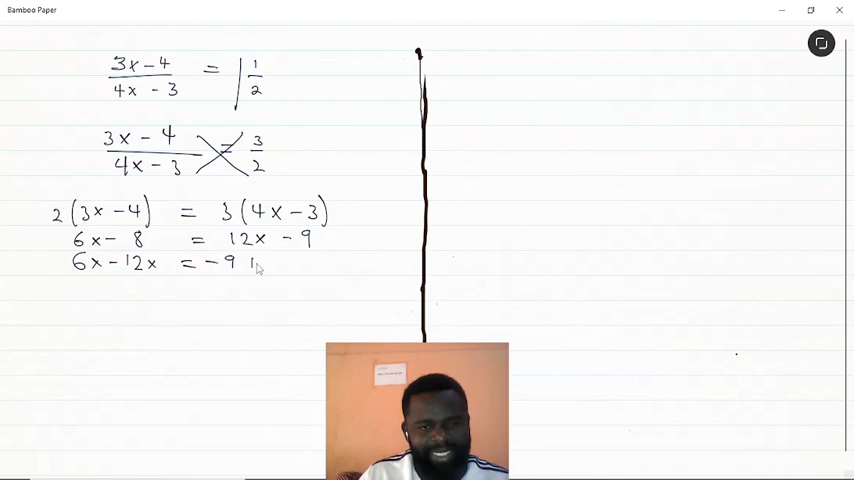 Bamboo Paper
3x - 4 / 4x - 3 = 1 1/2
3x - 4 / 4x - 3 = 3/2
2(3x - 4) = 3(4x - 3)
6x - 8 = 12x - 9
6x - 12x = -9